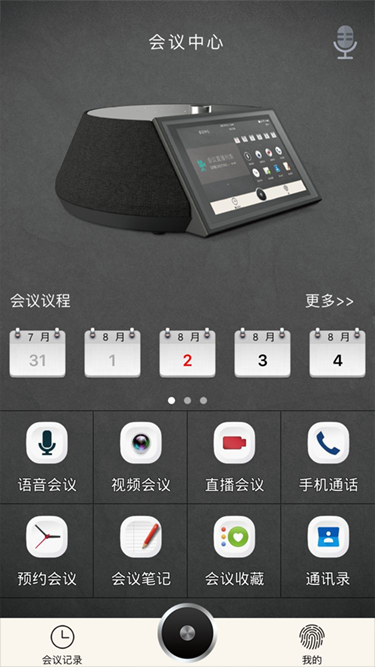 会议中心
会议议程 更多>>
7月 8月 8月 8月 8月
31 1 2 3 4
语音会议 视频会议 直播会议 手机通话
预约会议 会议笔记 会议收藏 通讯录
会议记录 我的